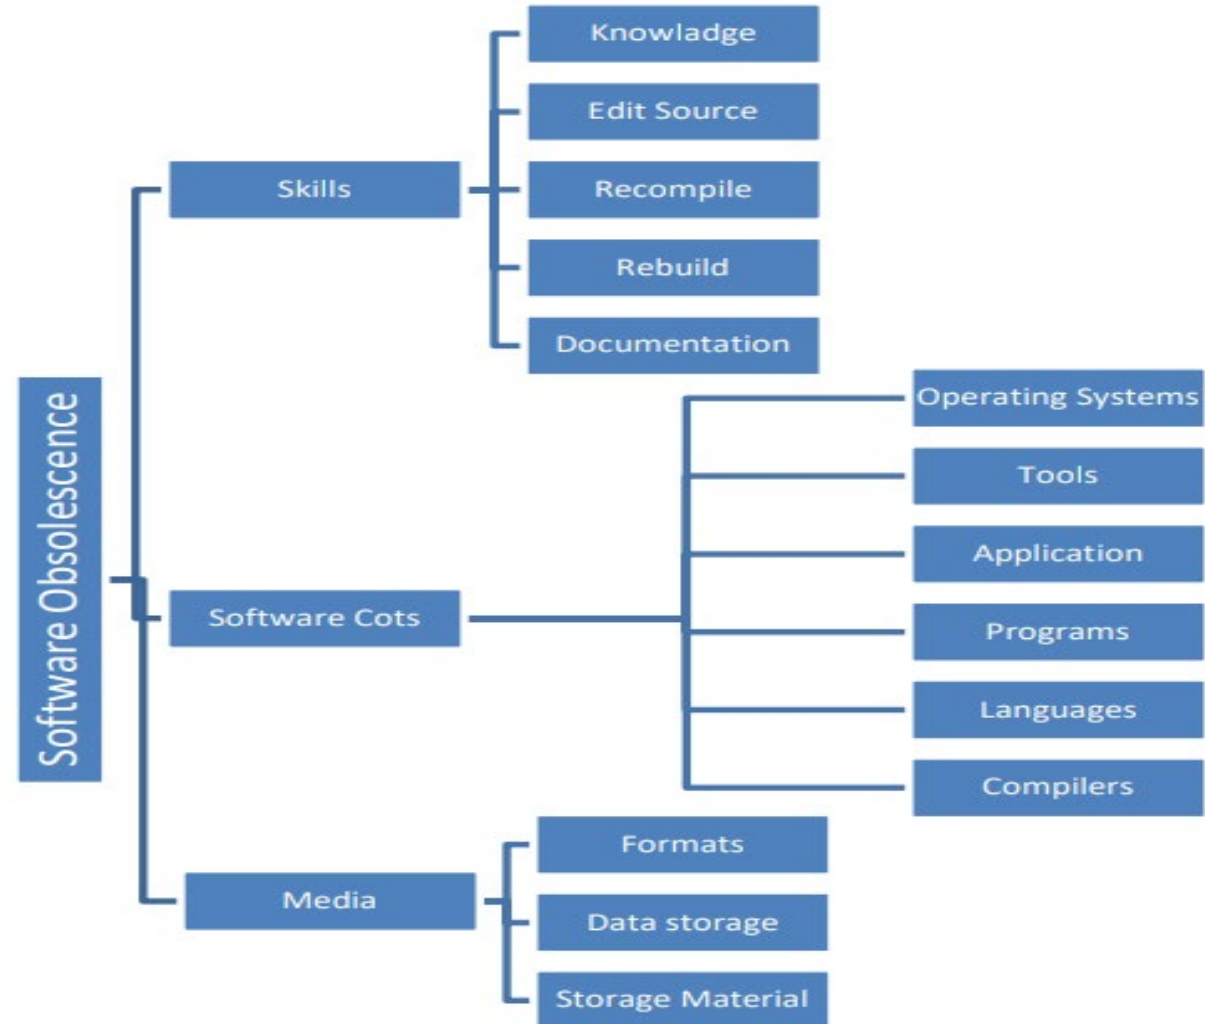 Software Obsolescence
Skills
Knowladge
Edit Source
Recompile
Rebuild
Documentation
Software Cots
Operating Systems
Tools
Application
Programs
Languages
Compilers
Media
Formats
Data storage
Storage Material